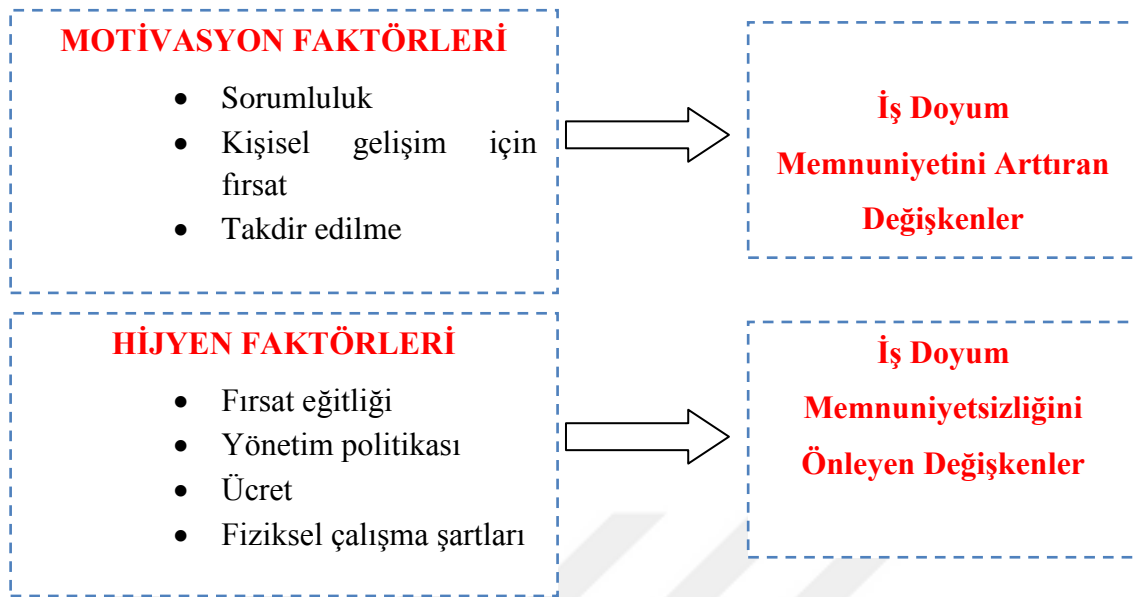 MOTİVASYON FAKTÖRLERİ
• Sorumluluk
• Kişisel gelişim için
fırsat
• Takdir edilme
İş Doyum
Memnuniyetini Arttıran
Değişkenler
HİJYEN FAKTÖRLERİ
• Fırsat eğitliği
• Yönetim politikası
• Ücret
• Fiziksel çalışma şartları
İş Doyum
Memnuniyetsizliğini
Önleyen Değişkenler